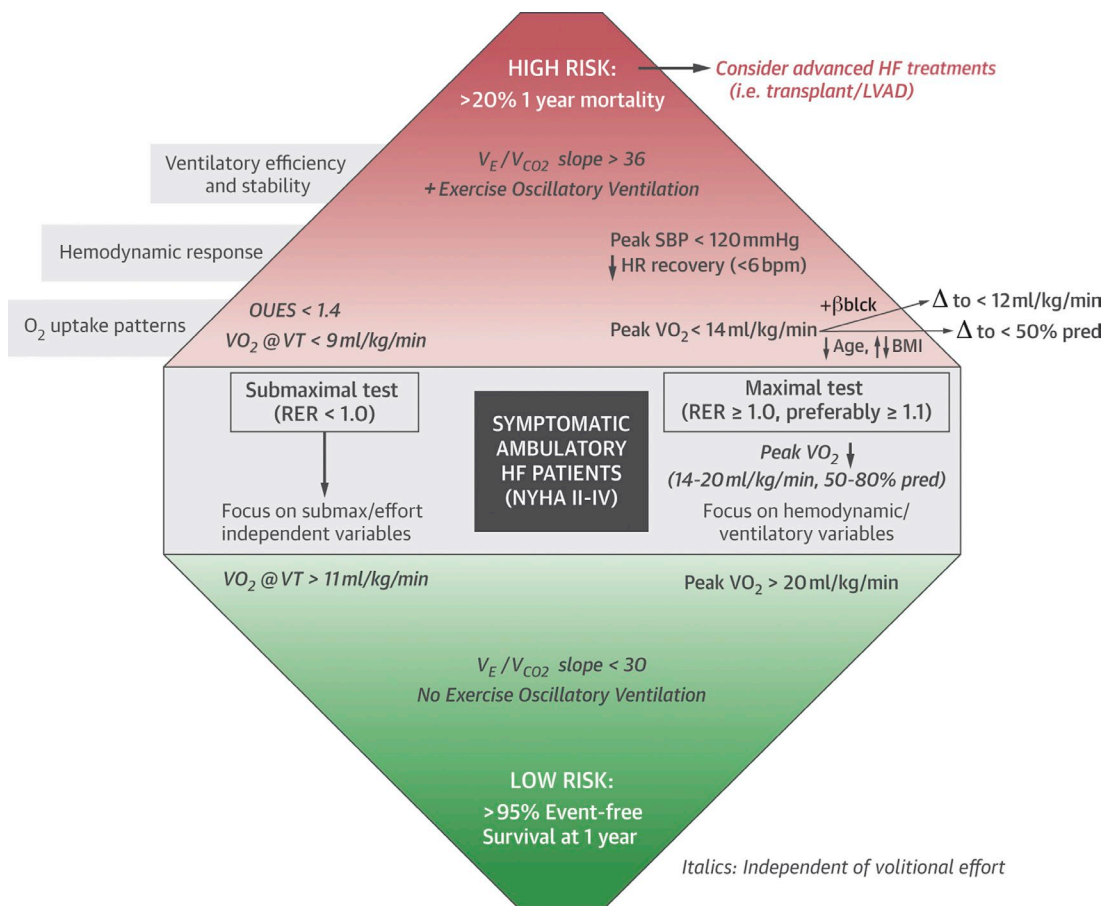 HIGH RISK:
>20% 1 year mortality
Consider advanced HF treatments
(i.e. transplant/LVAD)
Ventilatory efficiency
and stability
VE/VCO2 slope > 36
+ Exercise Oscillatory Ventilation
Hemodynamic response
Peak SBP < 120 mmHg
↓ HR recovery (<6 bpm)
O2 uptake patterns
OUES < 1.4
VO2 @ VT < 9 ml/kg/min
Peak VO2 < 14 ml/kg/min
+βblck
Δ to < 12 ml/kg/min
Δ to < 50% pred
↓ Age, ↑↓ BMI
Submaximal test
(RER < 1.0)
Focus on submax/effort
independent variables
SYMPTOMATIC
AMBULATORY
HF PATIENTS
(NYHA II-IV)
Maximal test
(RER ≥ 1.0, preferably ≥ 1.1)
Peak VO2 ↓
(14-20 ml/kg/min, 50-80% pred)
Focus on hemodynamic/
ventilatory variables
VO2 @ VT > 11 ml/kg/min
Peak VO2 > 20 ml/kg/min
VE/VCO2 slope < 30
No Exercise Oscillatory Ventilation
LOW RISK:
>95% Event-free
Survival at 1 year
Italics: Independent of volitional effort